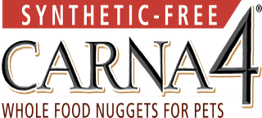 SYNTHETIC-FREE
CARNA4®
WHOLE FOOD NUGGETS FOR PETS